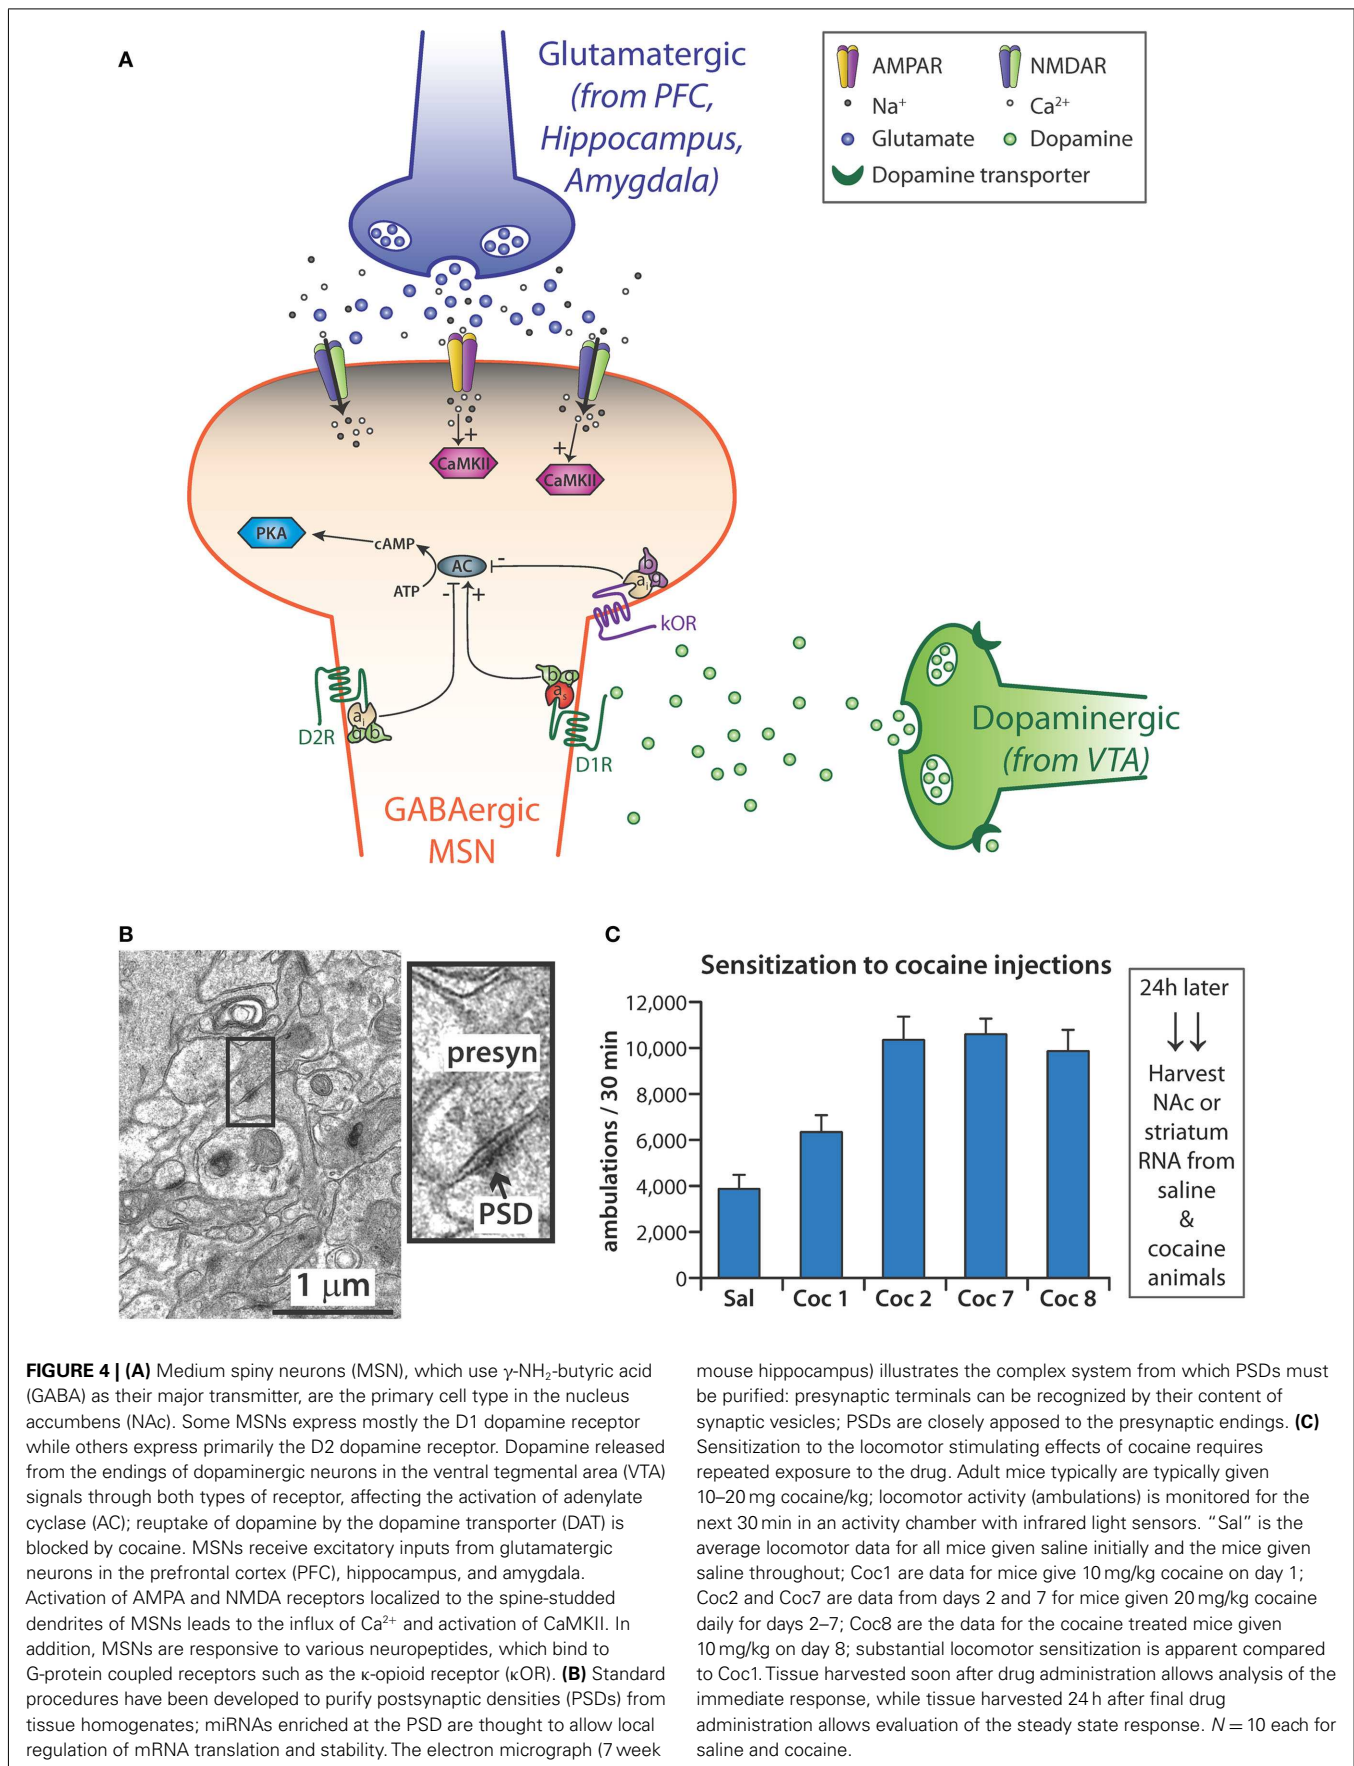 A
Glutamatergic
(from PFC,
Hippocampus,
Amygdala)
AMPAR
NMDAR
Na⁺
Ca²⁺
Glutamate
Dopamine
Dopamine transporter
+
CaMKII
+
CaMKII
PKA
cAMP
ATP
AC
-
-
+
b
a i g
kOR
b g
a s
D1R
a i
g b
D2R
GABAergic
MSN
Dopaminergic
(from VTA)
B
presyn
PSD
1 μm
C
Sensitization to cocaine injections
ambulations / 30 min
12,000
10,000
8,000
6,000
4,000
2,000
0
Sal
Coc 1
Coc 2
Coc 7
Coc 8
24h later
↓↓
Harvest
NAc or
striatum
RNA from
saline
&
cocaine
animals
FIGURE 4 | (A) Medium spiny neurons (MSN), which use γ-NH₂-butyric acid
(GABA) as their major transmitter, are the primary cell type in the nucleus
accumbens (NAc). Some MSNs express mostly the D1 dopamine receptor
while others express primarily the D2 dopamine receptor. Dopamine released
from the endings of dopaminergic neurons in the ventral tegmental area (VTA)
signals through both types of receptor, affecting the activation of adenylate
cyclase (AC); reuptake of dopamine by the dopamine transporter (DAT) is
blocked by cocaine. MSNs receive excitatory inputs from glutamatergic
neurons in the prefrontal cortex (PFC), hippocampus, and amygdala.
Activation of AMPA and NMDA receptors localized to the spine-studded
dendrites of MSNs leads to the influx of Ca²⁺ and activation of CaMKII. In
addition, MSNs are responsive to various neuropeptides, which bind to
G-protein coupled receptors such as the κ-opioid receptor (κOR). (B) Standard
procedures have been developed to purify postsynaptic densities (PSDs) from
tissue homogenates; miRNAs enriched at the PSD are thought to allow local
regulation of mRNA translation and stability. The electron micrograph (7 week
mouse hippocampus) illustrates the complex system from which PSDs must
be purified: presynaptic terminals can be recognized by their content of
synaptic vesicles; PSDs are closely apposed to the presynaptic endings. (C)
Sensitization to the locomotor stimulating effects of cocaine requires
repeated exposure to the drug. Adult mice typically are typically given
10–20 mg cocaine/kg; locomotor activity (ambulations) is monitored for the
next 30 min in an activity chamber with infrared light sensors. “Sal” is the
average locomotor data for all mice given saline initially and the mice given
saline throughout; Coc1 are data for mice give 10 mg/kg cocaine on day 1;
Coc2 and Coc7 are data from days 2 and 7 for mice given 20 mg/kg cocaine
daily for days 2–7; Coc8 are the data for the cocaine treated mice given
10 mg/kg on day 8; substantial locomotor sensitization is apparent compared
to Coc1. Tissue harvested soon after drug administration allows analysis of the
immediate response, while tissue harvested 24 h after final drug
administration allows evaluation of the steady state response. N = 10 each for
saline and cocaine.